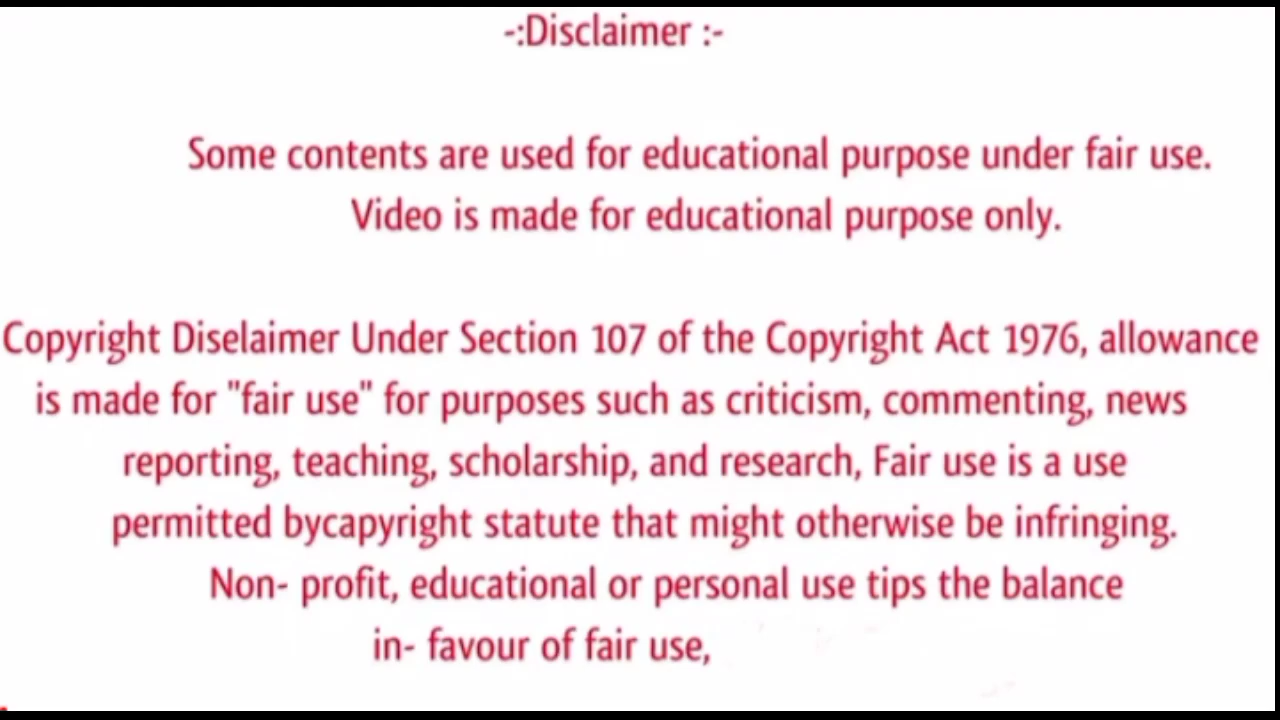 -:Disclaimer :-
Some contents are used for educational purpose under fair use.
Video is made for educational purpose only.
Copyright Diselaimer Under Section 107 of the Copyright Act 1976, allowance
is made for "fair use" for purposes such as criticism, commenting, news
reporting, teaching, scholarship, and research, Fair use is a use
permitted bycapyright statute that might otherwise be infringing.
Non- profit, educational or personal use tips the balance
in- favour of fair use,